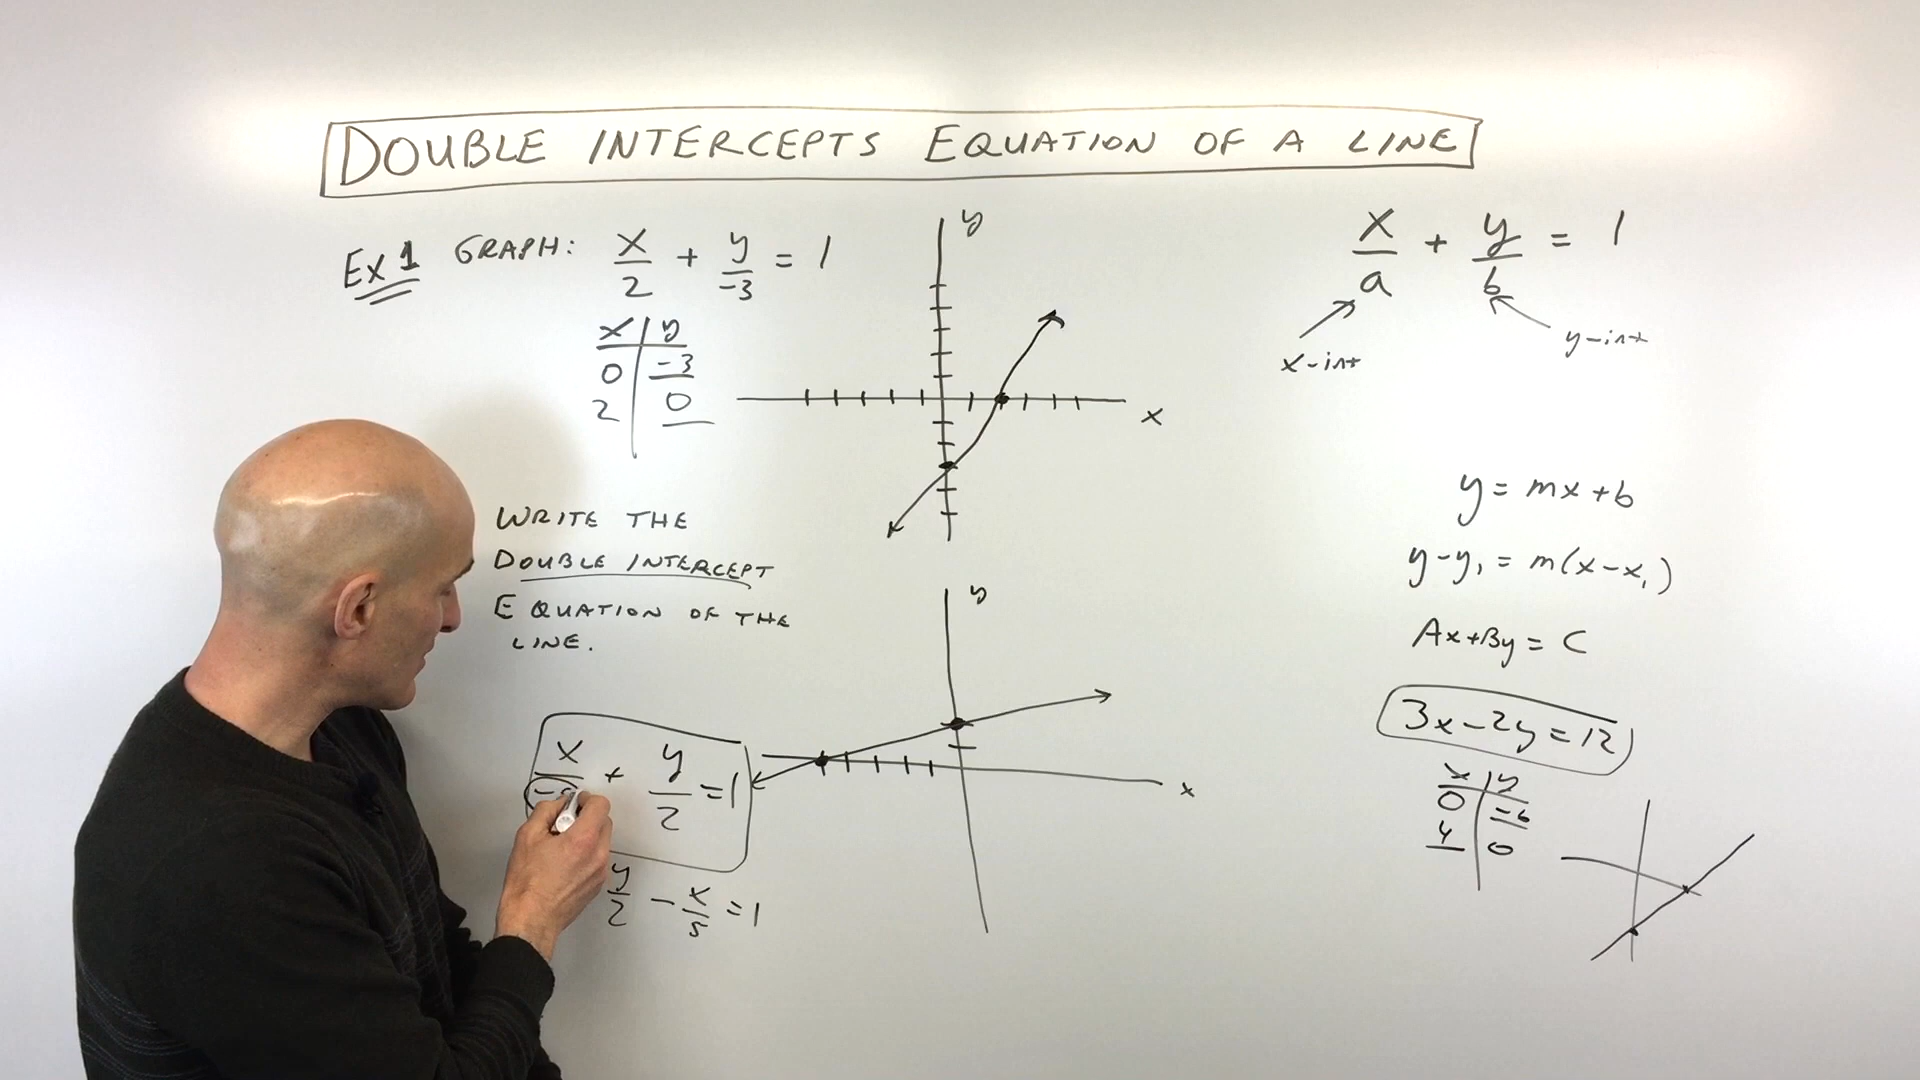 DOUBLE INTERCEPTS EQUATION OF A LINE
Ex 1 GRAPH: x/2 + y/-3 = 1
x | y
0 | -3
2 | 0
y
x
x/a + y/b = 1
x-int
y-int
y = mx + b
y - y₁ = m(x - x₁)
Ax + By = C
3x - 2y = 12
x | y
0 | -6
4 | 0
WRITE THE
DOUBLE INTERCEPT
EQUATION OF THE
LINE.
y
x
x/- + y/2 = 1
y/2 - x/5 = 1